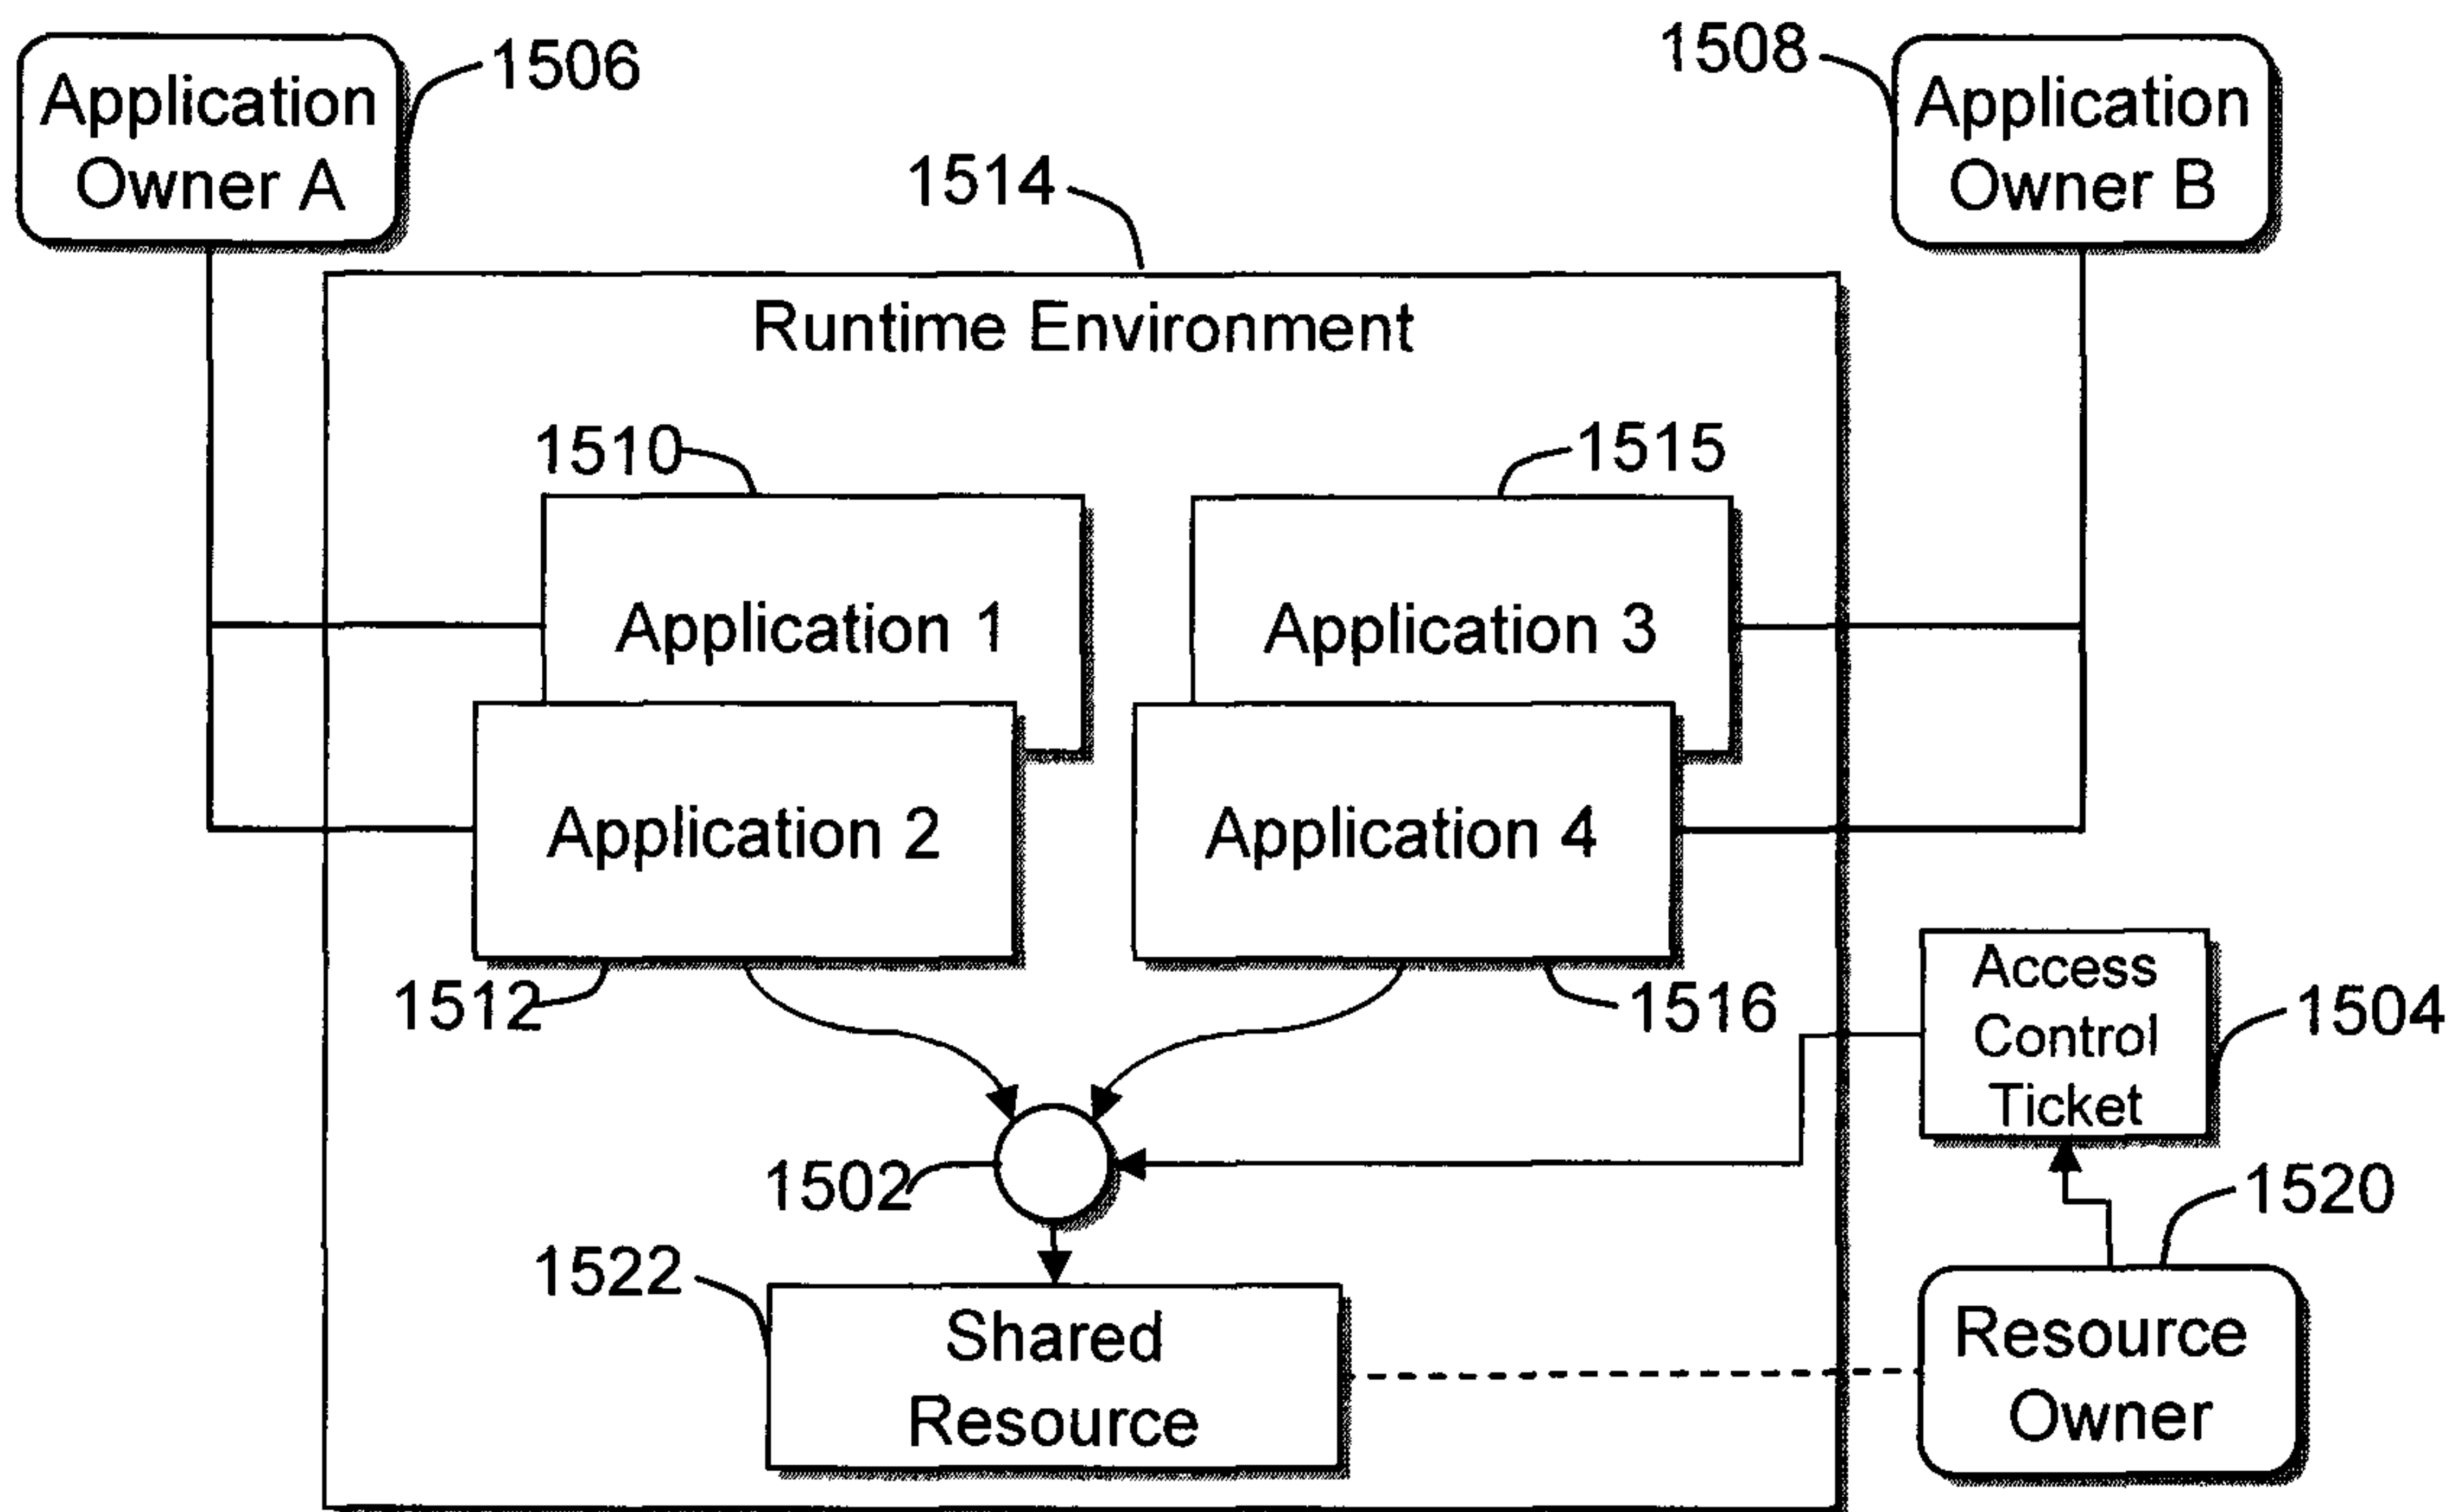 Application
Owner A
1506
1508
Application
Owner B
1514
Runtime Environment
1510
1515
Application 1
Application 3
Application 2
Application 4
1512
1516
Access
Control
Ticket
1504
1502
1520
1522
Shared
Resource
Resource
Owner